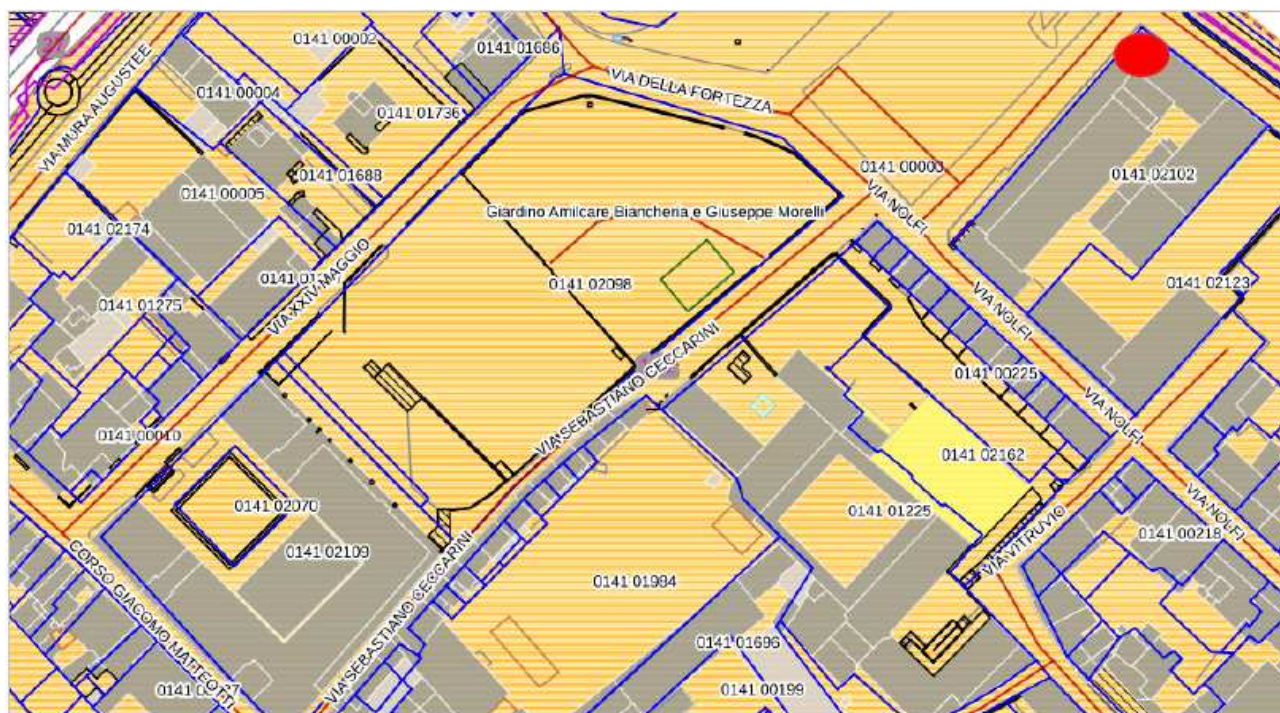 0141 00002
0141 01686
27
VIA MURA AUGUSTEE
0141 00004
VIA DELLA FORTEZZA
0141 01736
0141 00003
0141 02102
0141 01688
0141 00005
VIA NOLFI
Giardino Amilcare Biancheria e Giuseppe Morelli
0141 02174
VIA XXIV MAGGIO
0141 02098
0141 02123
0141 01275
VIA NOLFI
VIA SEBASTIANO CECCARINI
0141 00225
VIA NOLFI
0141 00010
0141 02162
0141 02070
0141 01225
VIA NOLFI
0141 02109
VIA VITRUVIO
0141 00218
CORSO GIACOMO MATTEOTTI
VIA SEBASTIANO CECCARINI
0141 01984
0141 01696
0141 00199